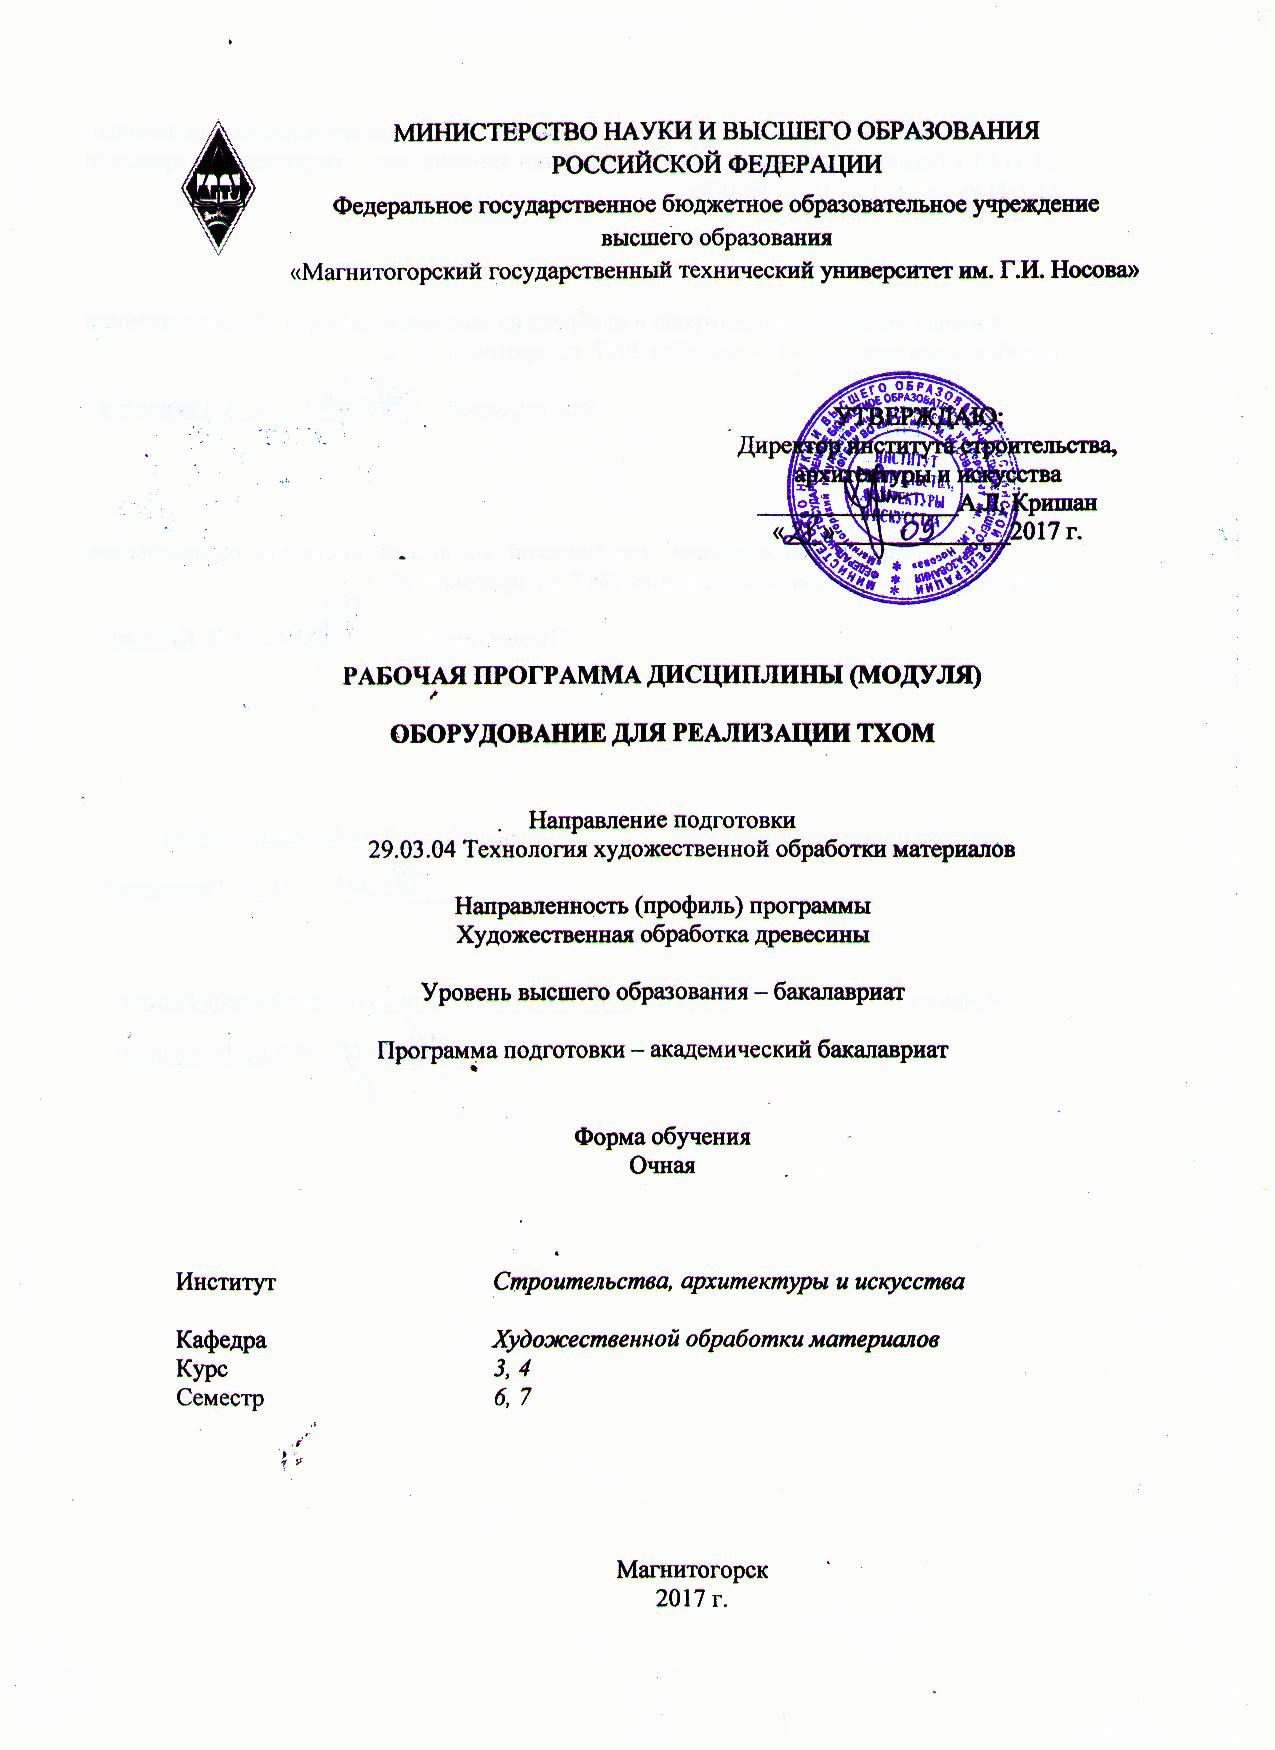 МИНИСТЕРСТВО НАУКИ И ВЫСШЕГО ОБРАЗОВАНИЯ
РОССИЙСКОЙ ФЕДЕРАЦИИ
Федеральное государственное бюджетное образовательное учреждение
высшего образования
«Магнитогорский государственный технический университет им. Г.И. Носова»
УТВЕРЖДАЮ:
Директор института строительства,
архитектуры и искусства
А.Л. Кришан
« » 09 2017 г.
РАБОЧАЯ ПРОГРАММА ДИСЦИПЛИНЫ (МОДУЛЯ)
ОБОРУДОВАНИЕ ДЛЯ РЕАЛИЗАЦИИ ТХОМ
Направление подготовки
29.03.04 Технология художественной обработки материалов
Направленность (профиль) программы
Художественная обработка древесины
Уровень высшего образования – бакалавриат
Программа подготовки – академический бакалавриат
Форма обучения
Очная
Институт Строительства, архитектуры и искусства
Кафедра Художественной обработки материалов
Курс 3, 4
Семестр 6, 7
Магнитогорск
2017 г.